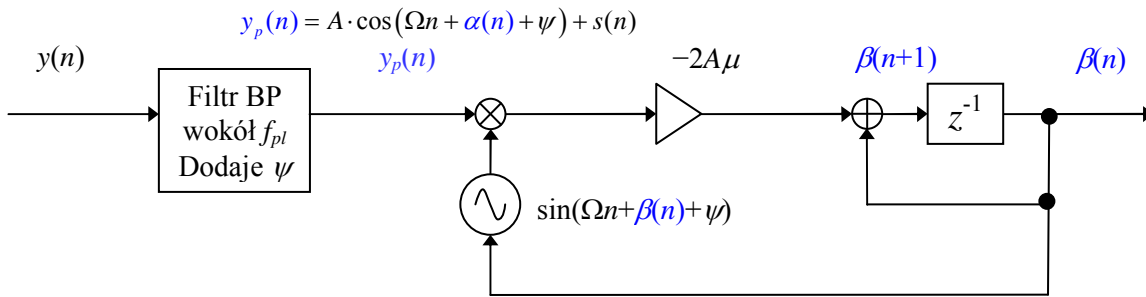 y_p(n) = A·cos(Ωn + α(n) + ψ) + s(n)
y(n)
y_p(n)
−2Aμ
β(n+1)
β(n)
Filtr BP
wokół f_pl
Dodaje ψ
z^-1
sin(Ωn+β(n)+ψ)